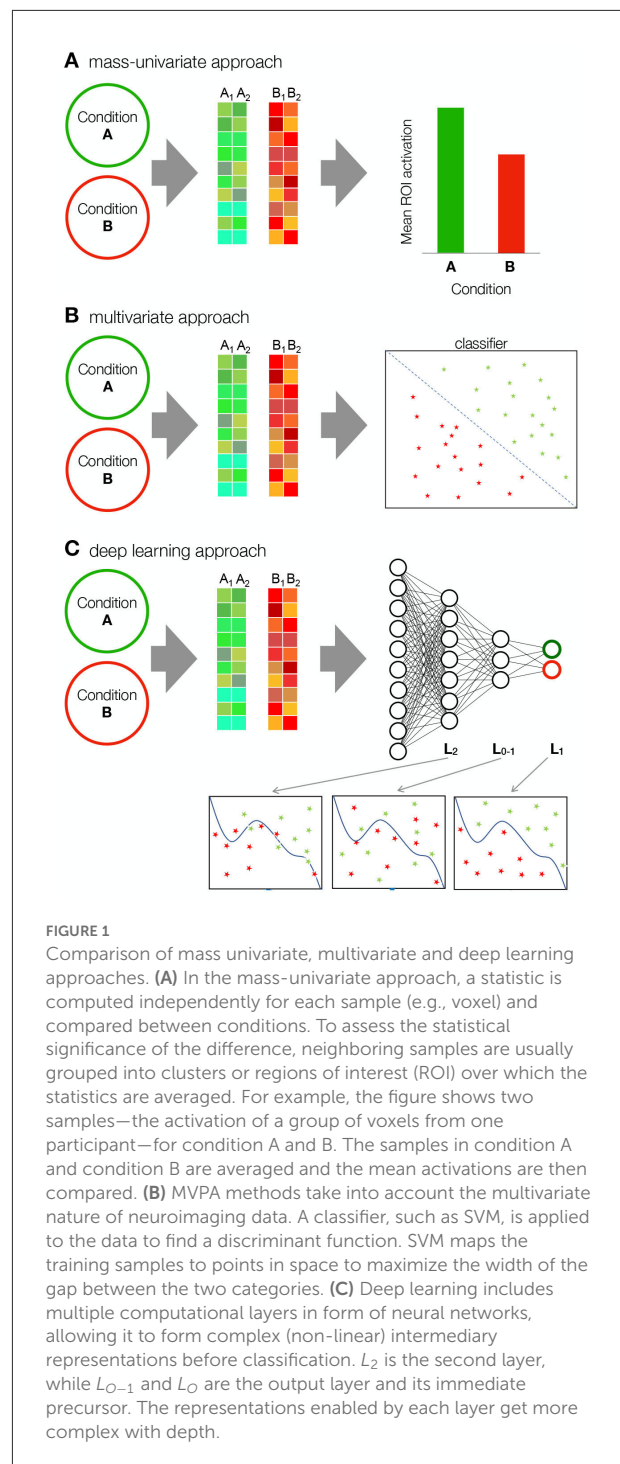 A mass-univariate approach
Condition
A
Condition
B
A₁ A₂
B₁ B₂
Mean ROI activation
A
B
Condition
B multivariate approach
Condition
A
Condition
B
A₁ A₂
B₁ B₂
classifier
C deep learning approach
Condition
A
Condition
B
A₁ A₂
B₁ B₂
L₂
L₀₋₁
L₁
FIGURE 1
Comparison of mass univariate, multivariate and deep learning
approaches. (A) In the mass-univariate approach, a statistic is
computed independently for each sample (e.g., voxel) and
compared between conditions. To assess the statistical
significance of the difference, neighboring samples are usually
grouped into clusters or regions of interest (ROI) over which the
statistics are averaged. For example, the figure shows two
samples—the activation of a group of voxels from one
participant—for condition A and B. The samples in condition A
and condition B are averaged and the mean activations are then
compared. (B) MVPA methods take into account the multivariate
nature of neuroimaging data. A classifier, such as SVM, is applied
to the data to find a discriminant function. SVM maps the
training samples to points in space to maximize the width of the
gap between the two categories. (C) Deep learning includes
multiple computational layers in form of neural networks,
allowing it to form complex (non-linear) intermediary
representations before classification. L₂ is the second layer,
while L_{O−1} and L_O are the output layer and its immediate
precursor. The representations enabled by each layer get more
complex with depth.